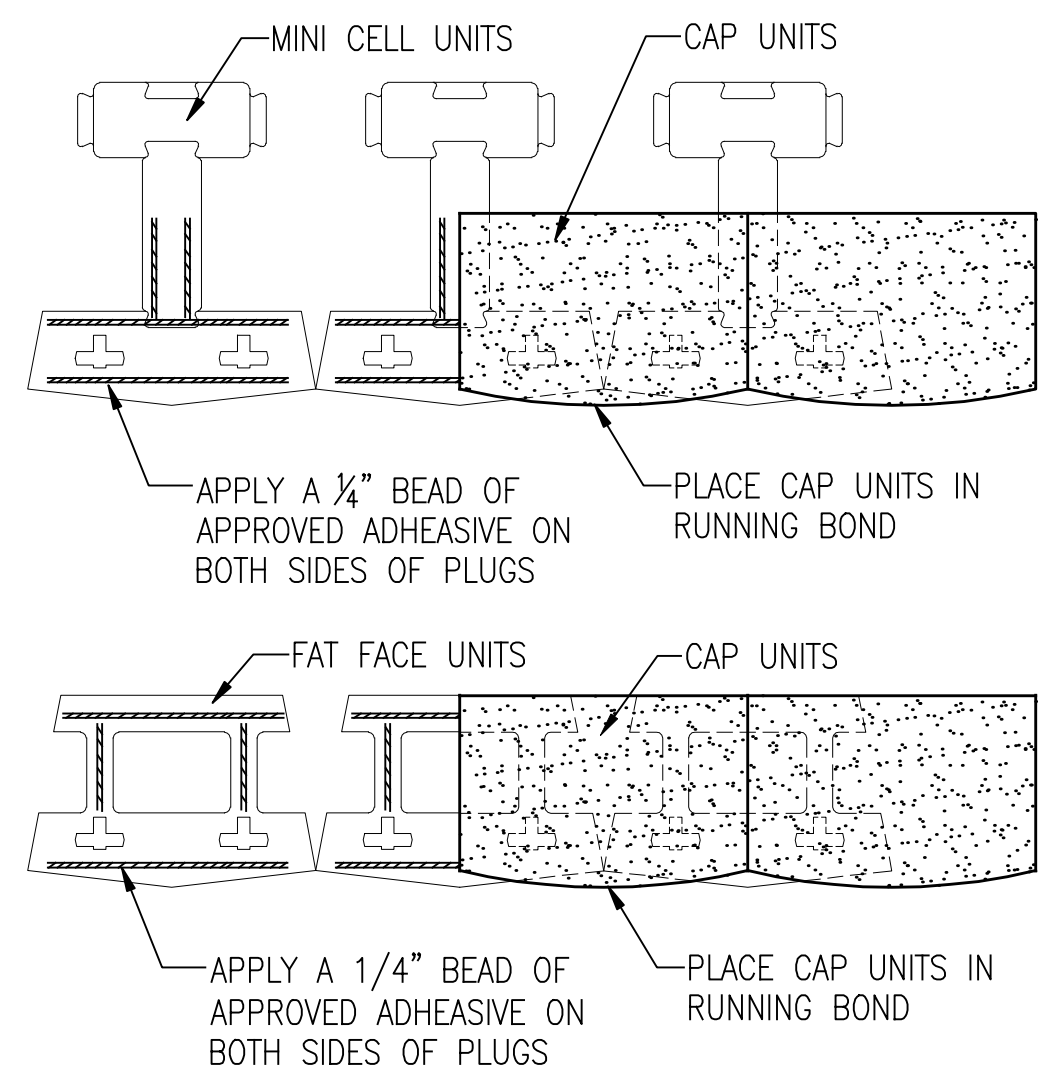 MINI CELL UNITS
CAP UNITS
APPLY A ¼” BEAD OF
APPROVED ADHEASIVE ON
BOTH SIDES OF PLUGS
PLACE CAP UNITS IN
RUNNING BOND
FAT FACE UNITS
CAP UNITS
APPLY A 1/4” BEAD OF
APPROVED ADHEASIVE ON
BOTH SIDES OF PLUGS
PLACE CAP UNITS IN
RUNNING BOND